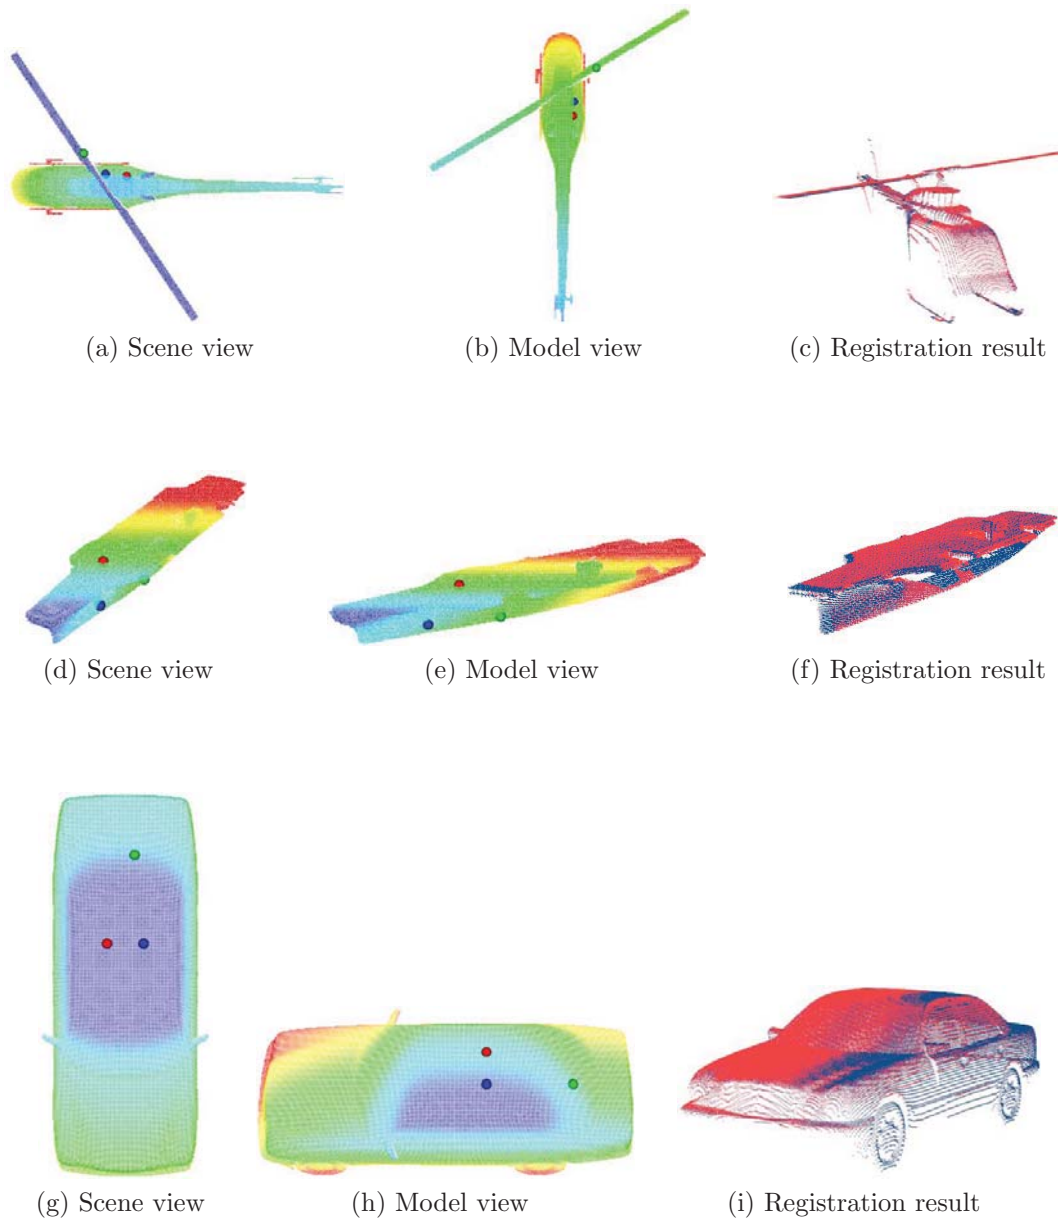 (a) Scene view
(b) Model view
(c) Registration result
(d) Scene view
(e) Model view
(f) Registration result
(g) Scene view
(h) Model view
(i) Registration result